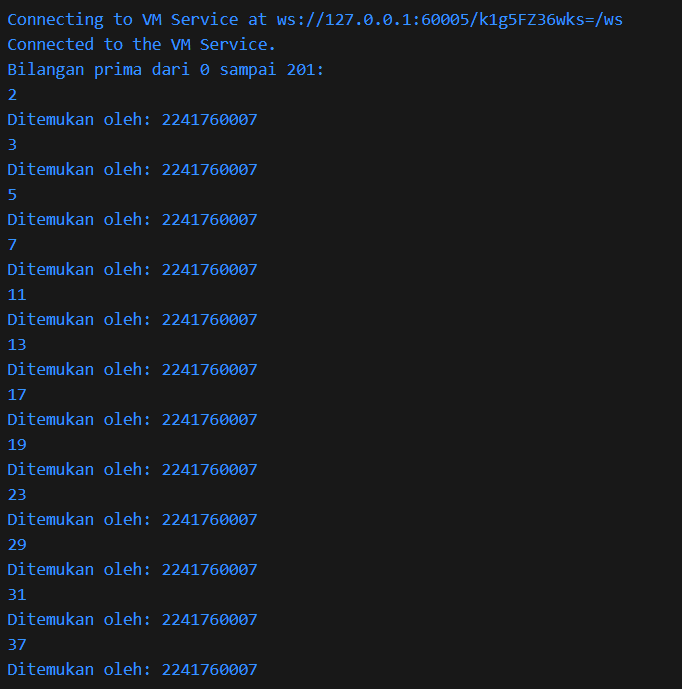 Connecting to VM Service at ws://127.0.0.1:60005/k1g5FZ36wks=/ws
Connected to the VM Service.
Bilangan prima dari 0 sampai 201:
2
Ditemukan oleh: 2241760007
3
Ditemukan oleh: 2241760007
5
Ditemukan oleh: 2241760007
7
Ditemukan oleh: 2241760007
11
Ditemukan oleh: 2241760007
13
Ditemukan oleh: 2241760007
17
Ditemukan oleh: 2241760007
19
Ditemukan oleh: 2241760007
23
Ditemukan oleh: 2241760007
29
Ditemukan oleh: 2241760007
31
Ditemukan oleh: 2241760007
37
Ditemukan oleh: 2241760007